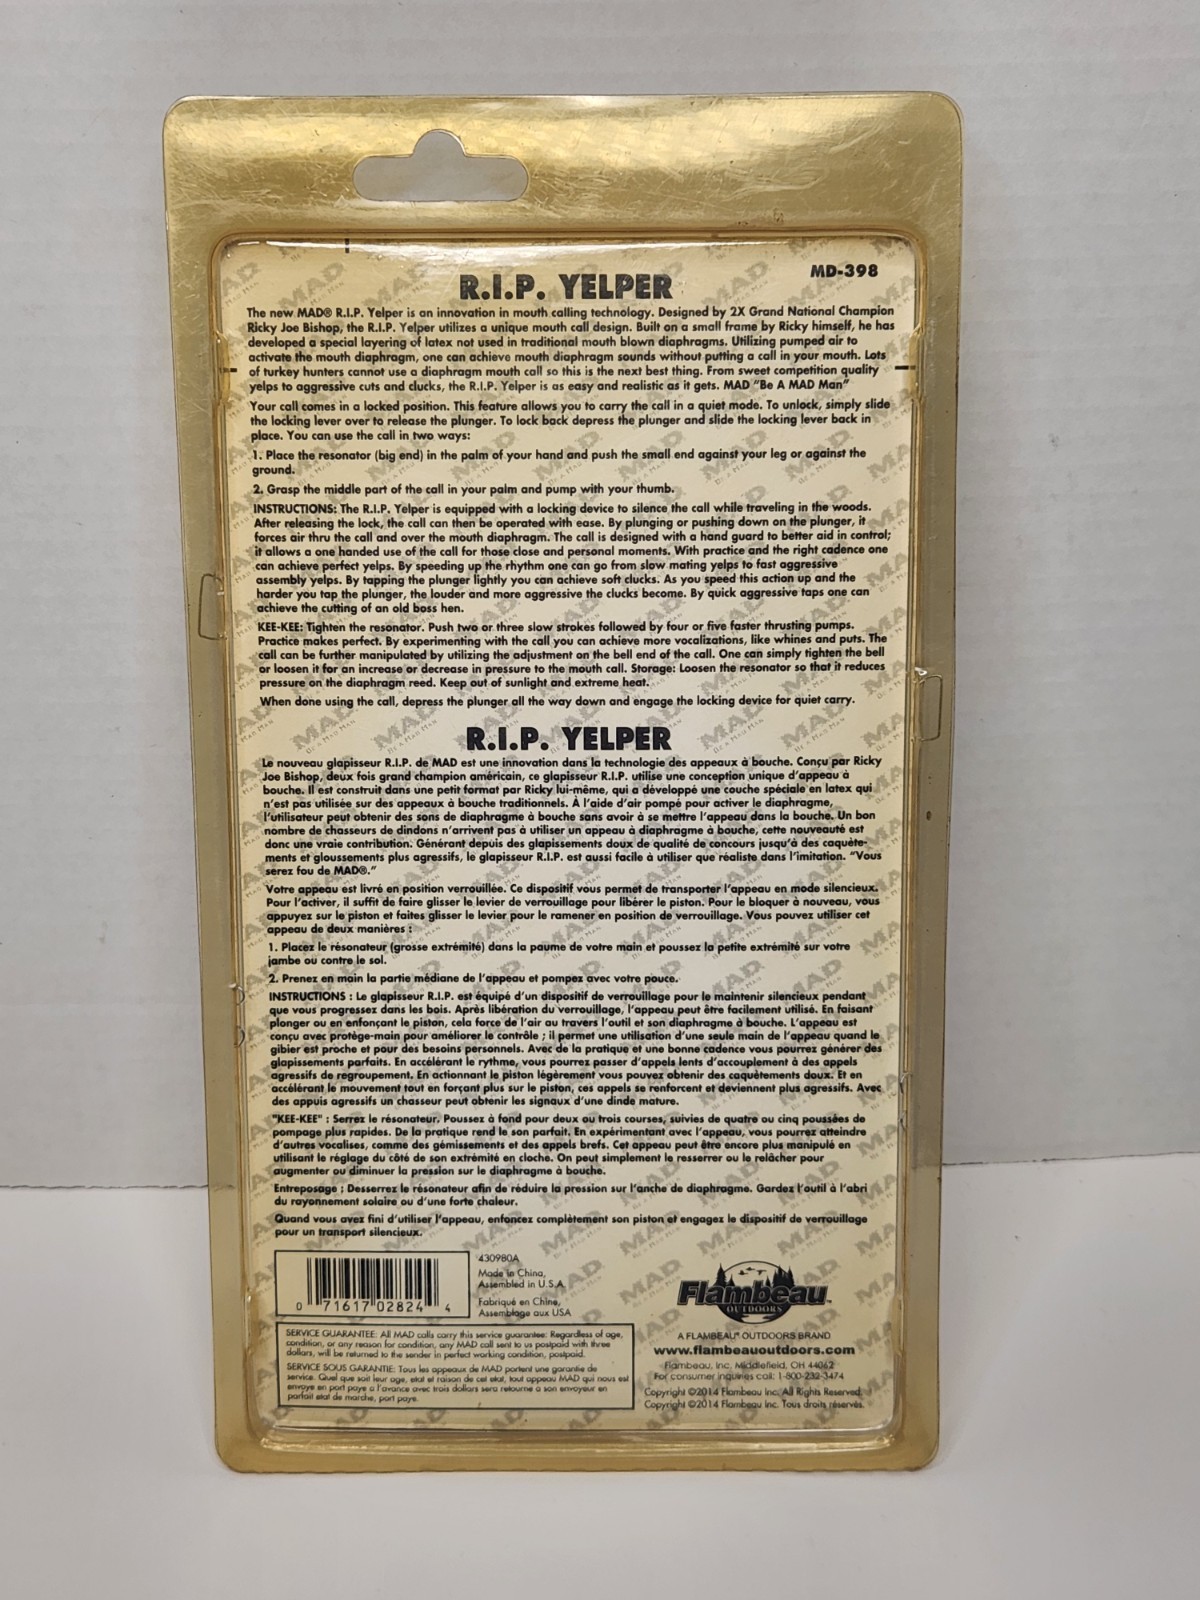 MD-398
R.I.P. YELPER
The new MAD® R.I.P. Yelper is an innovation in mouth calling technology. Designed by 2X Grand National Champion
Ricky Joe Bishop, the R.I.P. Yelper utilizes a unique mouth call design. Built on a small frame by Ricky himself, he has
developed a special layering of latex not used in traditional mouth blown diaphragms. Utilizing pumped air to
activate the mouth diaphragm, one can achieve mouth diaphragm sounds without putting a call in your mouth. Lots
of turkey hunters cannot use a diaphragm mouth call so this is the next best thing. From sweet competition quality
yelps to aggressive cuts and clucks, the R.I.P. Yelper is as easy and realistic as it gets. MAD "Be A MAD Man"
Your call comes in a locked position. This feature allows you to carry the call in a quiet mode. To unlock, simply slide
the locking lever over to release the plunger. To lock back depress the plunger and slide the locking lever back in
place. You can use the call in two ways:
1. Place the resonator (big end) in the palm of your hand and push the small end against your leg or against the
ground.
2. Grasp the middle part of the call in your palm and pump with your thumb.
INSTRUCTIONS: The R.I.P. Yelper is equipped with a locking device to silence the call while traveling in the woods.
After releasing the lock, the call can then be operated with ease. By plunging or pushing down on the plunger, it
forces air thru the call and over the mouth diaphragm. The call is designed with a hand guard to better aid in control;
it allows a one handed use of the call for those close and personal moments. With practice and the right cadence one
can achieve perfect yelps. By speeding up the rhythm one can go from slow mating yelps to fast aggressive
assembly yelps. By tapping the plunger lightly you can achieve soft clucks. As you speed this action up and the
harder you tap the plunger, the louder and more aggressive the clucks become. By quick aggressive taps one can
achieve the cutting of an old boss hen.
KEE-KEE: Tighten the resonator. Push two or three slow strokes followed by four or five faster thrusting pumps.
Practice makes perfect. By experimenting with the call you can achieve more vocalizations, like whines and puts. The
call can be further manipulated by utilizing the adjustment on the bell end of the call. One can simply tighten the bell
or loosen it for an increase or decrease in pressure to the mouth call. Storage: Loosen the resonator so that it reduces
pressure on the diaphragm reed. Keep out of sunlight and extreme heat.
When done using the call, depress the plunger all the way down and engage the locking device for quiet carry.
R.I.P. YELPER
Le nouveau glapisseur R.I.P. de MAD est une innovation dans la technologie des appeaux à bouche. Conçu par Ricky
Joe Bishop, deux fois grand champion américain, ce glapisseur R.I.P. utilise une conception unique d'appeau à
bouche. Il est construit dans une petit format par Ricky lui-même, qui a développé une couche spéciale en latex qui
n'est pas utilisée sur des appeaux à bouche traditionnels. À l'aide d'air pompé pour activer le diaphragme,
l'utilisateur peut obtenir des sons de diaphragme à bouche sans avoir à se mettre l'appeau dans la bouche. Un bon
nombre de chasseurs de dindons n'arrivent pas à utiliser un appeau à diaphragme à bouche, cette nouveauté est
donc une vraie contribution. Générant depuis des glapissements doux de qualité de concours jusqu'à des caquète-
ments et gloussements plus agressifs, le glapisseur R.I.P. est aussi facile à utiliser que réaliste dans l'imitation. "Vous
serez fou de MAD®."
Votre appeau est livré en position verrouillée. Ce dispositif vous permet de transporter l'appeau en mode silencieux.
Pour l'activer, il suffit de faire glisser le levier de verrouillage pour libérer le piston. Pour le bloquer à nouveau, vous
appuyez sur le piston et faites glisser le levier pour le ramener en position de verrouillage. Vous pouvez utiliser cet
appeau de deux manières :
1. Placez le résonateur (grosse extrémité) dans la paume de votre main et poussez la petite extrémité sur votre
jambe ou contre le sol.
2. Prenez en main la partie médiane de l'appeau et pompez avec votre pouce.
INSTRUCTIONS : Le glapisseur R.I.P. est équipé d'un dispositif de verrouillage pour le maintenir silencieux pendant
que vous progressez dans les bois. Après libération du verrouillage, l'appeau peut être facilement utilisé. En faisant
plonger ou en enfonçant le piston, cela force de l'air au travers l'outil et son diaphragme à bouche. L'appeau est
conçu avec protège-main pour améliorer le contrôle ; il permet une utilisation d'une seule main de l'appeau quand le
gibier est proche et pour des besoins personnels. Avec de la pratique et une bonne cadence vous pourrez générer des
glapissements parfaits. En accélérant le rythme, vous pourrez passer d'appels lents d'accouplement à des appels
agressifs de regroupement. En actionnant le piston légèrement vous pouvez obtenir des caquètements doux. Et en
accélérant le mouvement tout en forçant plus sur le piston, ces appels se renforcent et deviennent plus agressifs. Avec
des appuis agressifs un chasseur peut obtenir les signaux d'une dinde mature.
"KEE-KEE" : Serrez le résonateur. Poussez à fond pour deux ou trois courses, suivies de quatre ou cinq poussées de
pompage plus rapides. De la pratique rend le son parfait. En expérimentant avec l'appeau, vous pourrez atteindre
d'autres vocalises, comme des gémissements et des appels brefs. Cet appeau peut être encore plus manipulé en
utilisant le réglage du côté de son extrémité en cloche. On peut simplement le resserrer ou le relâcher pour
augmenter ou diminuer la pression sur le diaphragme à bouche.
Entreposage : Desserrez le résonateur afin de réduire la pression sur l'anche de diaphragme. Gardez l'outil à l'abri
du rayonnement solaire ou d'une forte chaleur.
Quand vous avez fini d'utiliser l'appeau, enfoncez complètement son piston et engagez le dispositif de verrouillage
pour un transport silencieux.
0 71617 02824 4
430980A
Made in China,
Assembled in U.S.A.
Fabriqué en Chine,
Assemblage aux USA
SERVICE GUARANTEE: All MAD calls carry this service guarantee: Regardless of age,
condition, or any reason for condition, any MAD call sent to us postpaid with three
dollars, will be returned to the sender in perfect working condition, postpaid.
SERVICE SOUS GARANTIE: Tous les appeaux de MAD portent une garantie de
service. Quel que soit leur age, etat et raison de cet etat, tout appeau MAD qui nous est
envoye en port paye a l'avance avec trois dollars sera retourne a son envoyeur en
parfait etat de marche, port paye.
Flambeau™
OUTDOORS
A FLAMBEAU® OUTDOORS BRAND
www.flambeauoutdoors.com
Flambeau, Inc. Middlefield, OH 44062
For consumer inquiries call: 1-800-232-3474
Copyright ©2014 Flambeau Inc. All Rights Reserved.
Copyright ©2014 Flambeau Inc. Tous droits réservés.